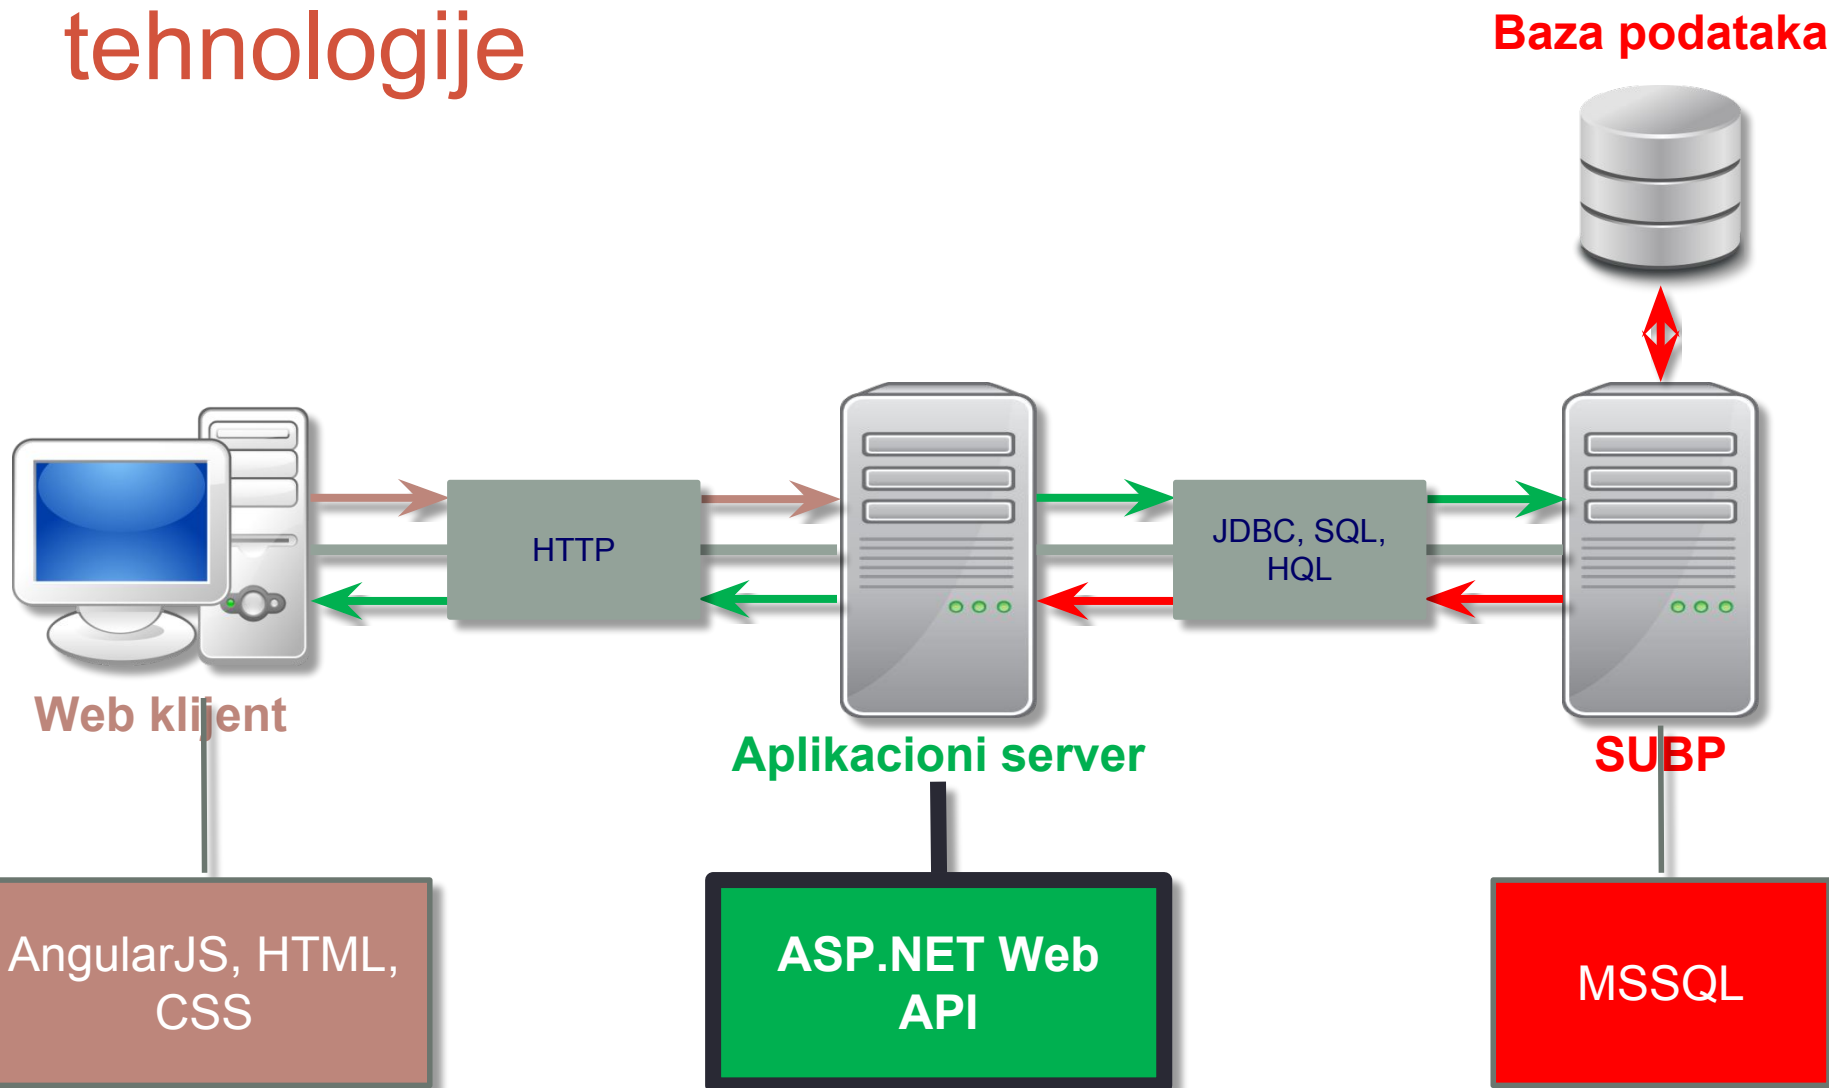 tehnologije
Baza podataka
HTTP
JDBC, SQL,
HQL
Web klijent
Aplikacioni server
SUBP
AngularJS, HTML,
CSS
ASP.NET Web
API
MSSQL